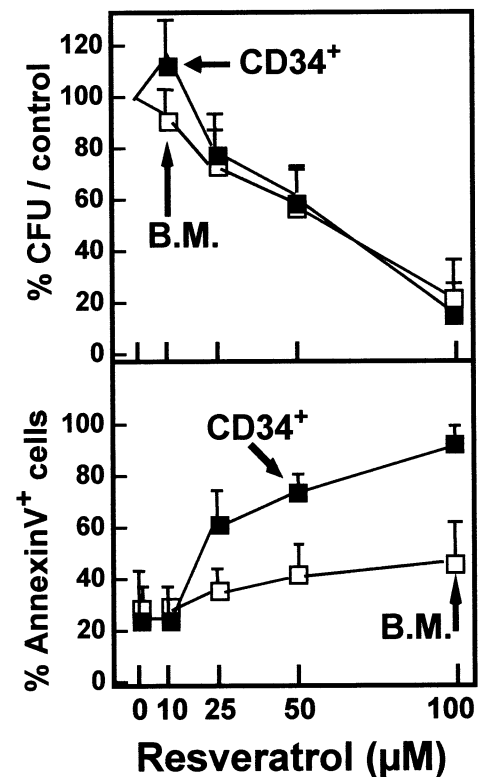 % CFU / control
120
100
80
60
40
20
0
CD34⁺
B.M.
% AnnexinV⁺ cells
100
80
60
40
20
0
CD34⁺
B.M.
0 10 25 50 100
Resveratrol (µM)